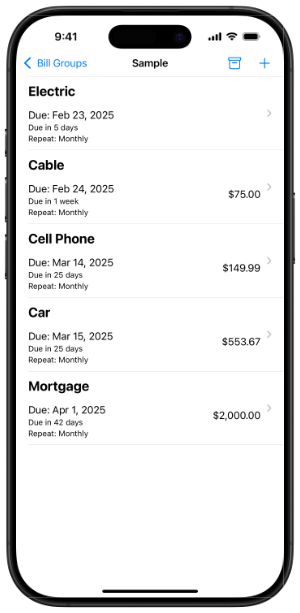 9:41
Bill Groups Sample
Electric
Due: Feb 23, 2025
Due in 5 days
Repeat: Monthly
Cable
Due: Feb 24, 2025
Due in 1 week
Repeat: Monthly
$75.00
Cell Phone
Due: Mar 14, 2025
Due in 25 days
Repeat: Monthly
$149.99
Car
Due: Mar 15, 2025
Due in 25 days
Repeat: Monthly
$553.67
Mortgage
Due: Apr 1, 2025
Due in 42 days
Repeat: Monthly
$2,000.00